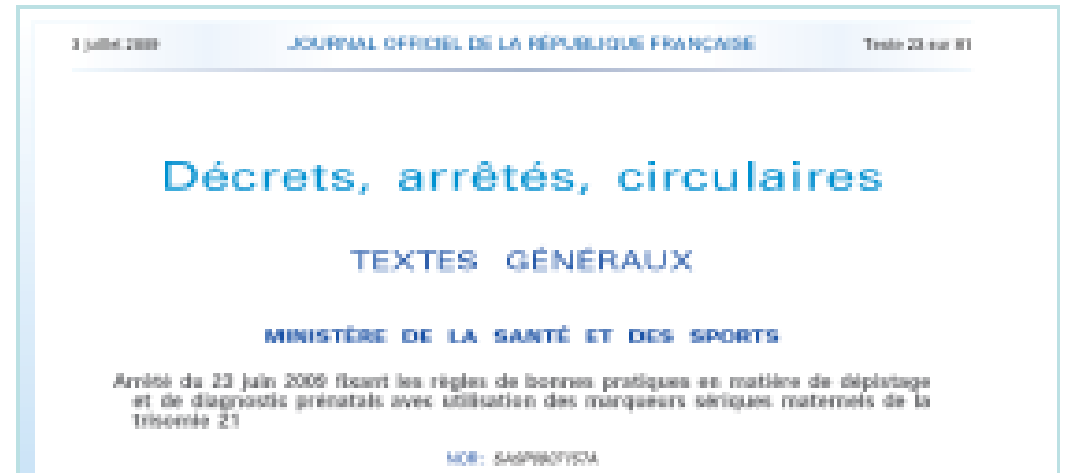 3 juillet 2009 JOURNAL OFFICIEL DE LA RÉPUBLIQUE FRANÇAISE Texte 23 sur
Décrets, arrêtés, circulaires
TEXTES GÉNÉRAUX
MINISTÈRE DE LA SANTÉ ET DES SPORTS
Arrêté du 23 juin 2009 fixant les règles de bonnes pratiques en matière de dépistage
et de diagnostic prénatals avec utilisation des marqueurs sériques maternels de la
trisomie 21
NOR: